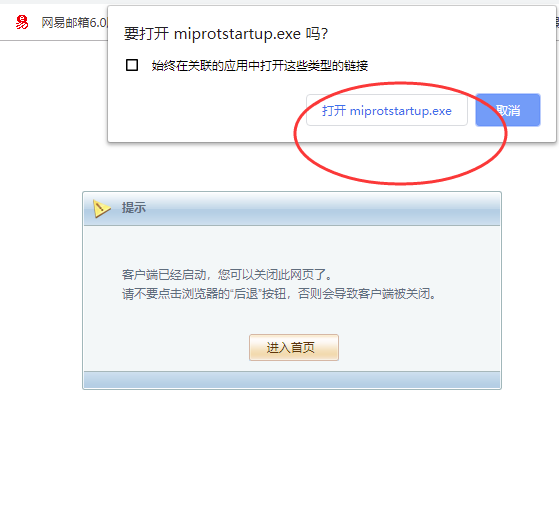 易 网易邮箱6.0
要打开 miprotstartup.exe 吗?
始终在关联的应用中打开这些类型的链接
打开 miprotstartup.exe 取消
提示
客户端已经启动，您可以关闭此网页了。
请不要点击浏览器的“后退”按钮，否则会导致客户端被关闭。
进入首页